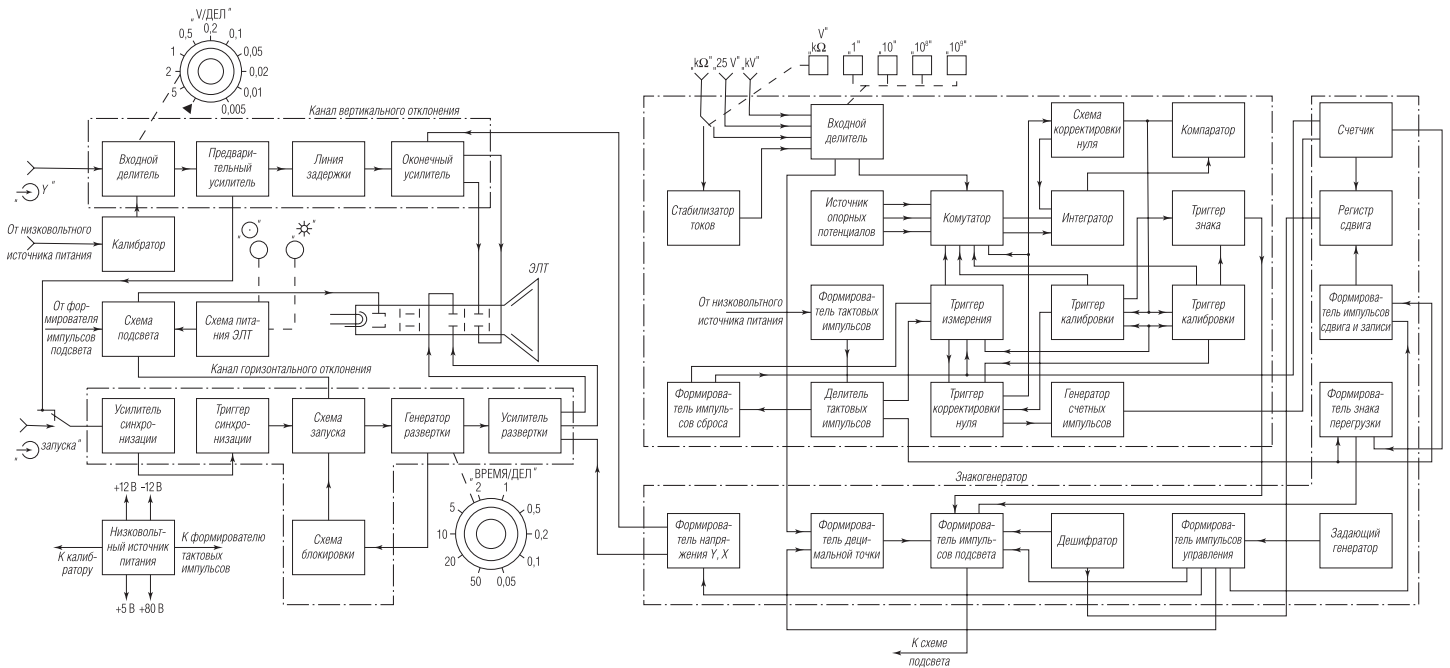 „V/ДЕЛ"
0,5
0,2
0,1
1
0,05
2
0,02
5
0,01
0,005
Канал вертикального отклонения
Входной
делитель
Предвари-
тельный
усилитель
Линия
задержки
Оконечный
усилитель
„ Y "
От низковольтного
источника питания
Калибратор
„ "
„ "
ЭЛТ
От фор-
мирователя
импульсов
подсвета
Схема
подсвета
Схема пита-
ния ЭЛТ
Канал горизонтального отклонения
Усилитель
синхро-
низации
Триггер
синхро-
низации
Схема
запуска
Генератор
развертки
Усилитель
развертки
„ запуска"
„ВРЕМЯ/ДЕЛ"
2
1
5
0,5
10
0,2
20
0,1
50
0,05
+12 В
-12 В
Низковоль-
тный источник
питания
К калиб-
ратору
К формирователю
тактовых
импульсов
+5 В
+80 В
Схема
блокировки
V"
„kΩ
„1"
„10"
„10³"
„10³"
„kΩ"
„25 V"
„kV"
Входной
делитель
Схема
корректировки
нуля
Компаратор
Счетчик
Стабилизатор
токов
Источник
опорных
потенциалов
Комутатор
Интегратор
Триггер
знака
Регистр
сдвига
От низковольтного
источника питания
Формирова-
тель тактовых
импульсов
Триггер
измерения
Триггер
калибровки
Триггер
калибровки
Формирова-
тель импульсов
сдвига и записи
Формирова-
тель импуль-
сов сброса
Делитель
тактовых
импульсов
Триггер
корректировки
нуля
Генератор
счетных
импульсов
Формирова-
тель знака
перегрузки
Знакогенератор
Формирова-
тель напря-
жения Y, X
Формирова-
тель деци-
мальной точки
Формирова-
тель импуль-
сов подсвета
Дешифратор
Формирова-
тель импульсов
управления
Задающий
генератор
К схеме
подсвета